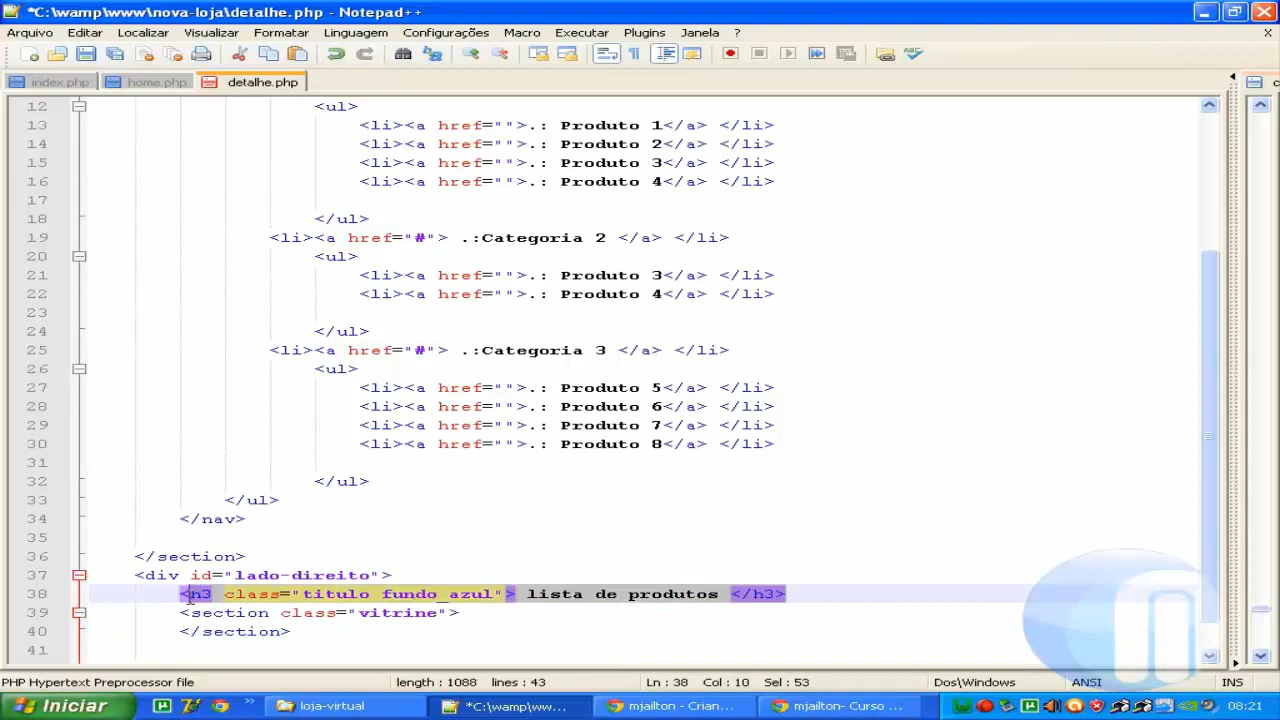 *C:\wamp\www\nova-loja\detalhe.php - Notepad++
Arquivo Editar Localizar Visualizar Formatar Linguagem Configurações Macro Executar Plugins Janela ? X
index.php home.php detalhe.php c
12 <ul>
13 <li><a href="">.: Produto 1</a> </li>
14 <li><a href="">.: Produto 2</a> </li>
15 <li><a href="">.: Produto 3</a> </li>
16 <li><a href="">.: Produto 4</a> </li>
17
18 </ul>
19 <li><a href="#"> .:Categoria 2 </a> </li>
20 <ul>
21 <li><a href="">.: Produto 3</a> </li>
22 <li><a href="">.: Produto 4</a> </li>
23
24 </ul>
25 <li><a href="#"> .:Categoria 3 </a> </li>
26 <ul>
27 <li><a href="">.: Produto 5</a> </li>
28 <li><a href="">.: Produto 6</a> </li>
29 <li><a href="">.: Produto 7</a> </li>
30 <li><a href="">.: Produto 8</a> </li>
31
32 </ul>
33 </ul>
34 </nav>
35
36 </section>
37 <div id="lado-direito">
38 <h3 class="titulo fundo azul"> lista de produtos </h3>
39 <section class="vitrine">
40 </section>
41
PHP Hypertext Preprocessor file length : 1088 lines : 43 Ln : 38 Col : 10 Sel : 53 Dos\Windows ANSI INS
Iniciar loja-virtual *C:\wamp\ww... mjailton - Crian... mjailton- Curso ... 08:21